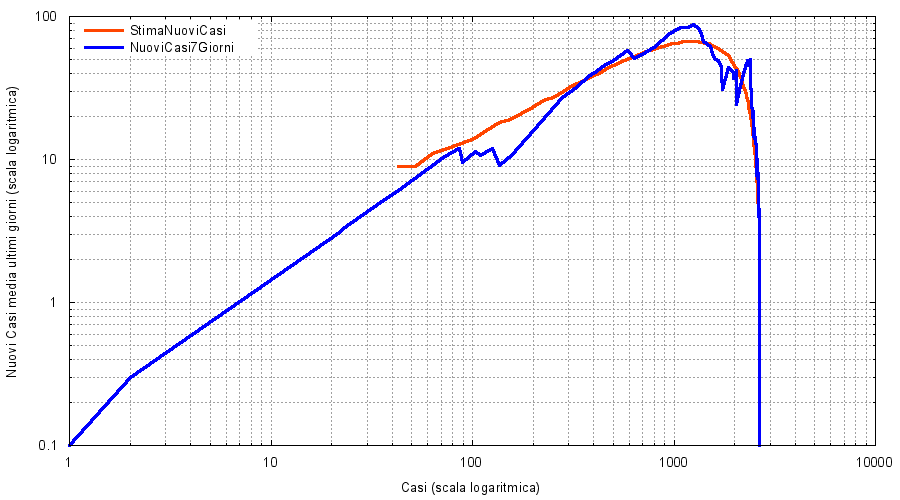 100
StimaNuoviCasi
NuoviCasi7Giorni
10
1
0.1
Nuovi Casi media ultimi giorni (scala logaritmica)
1
10
100
1000
10000
Casi (scala logaritmica)